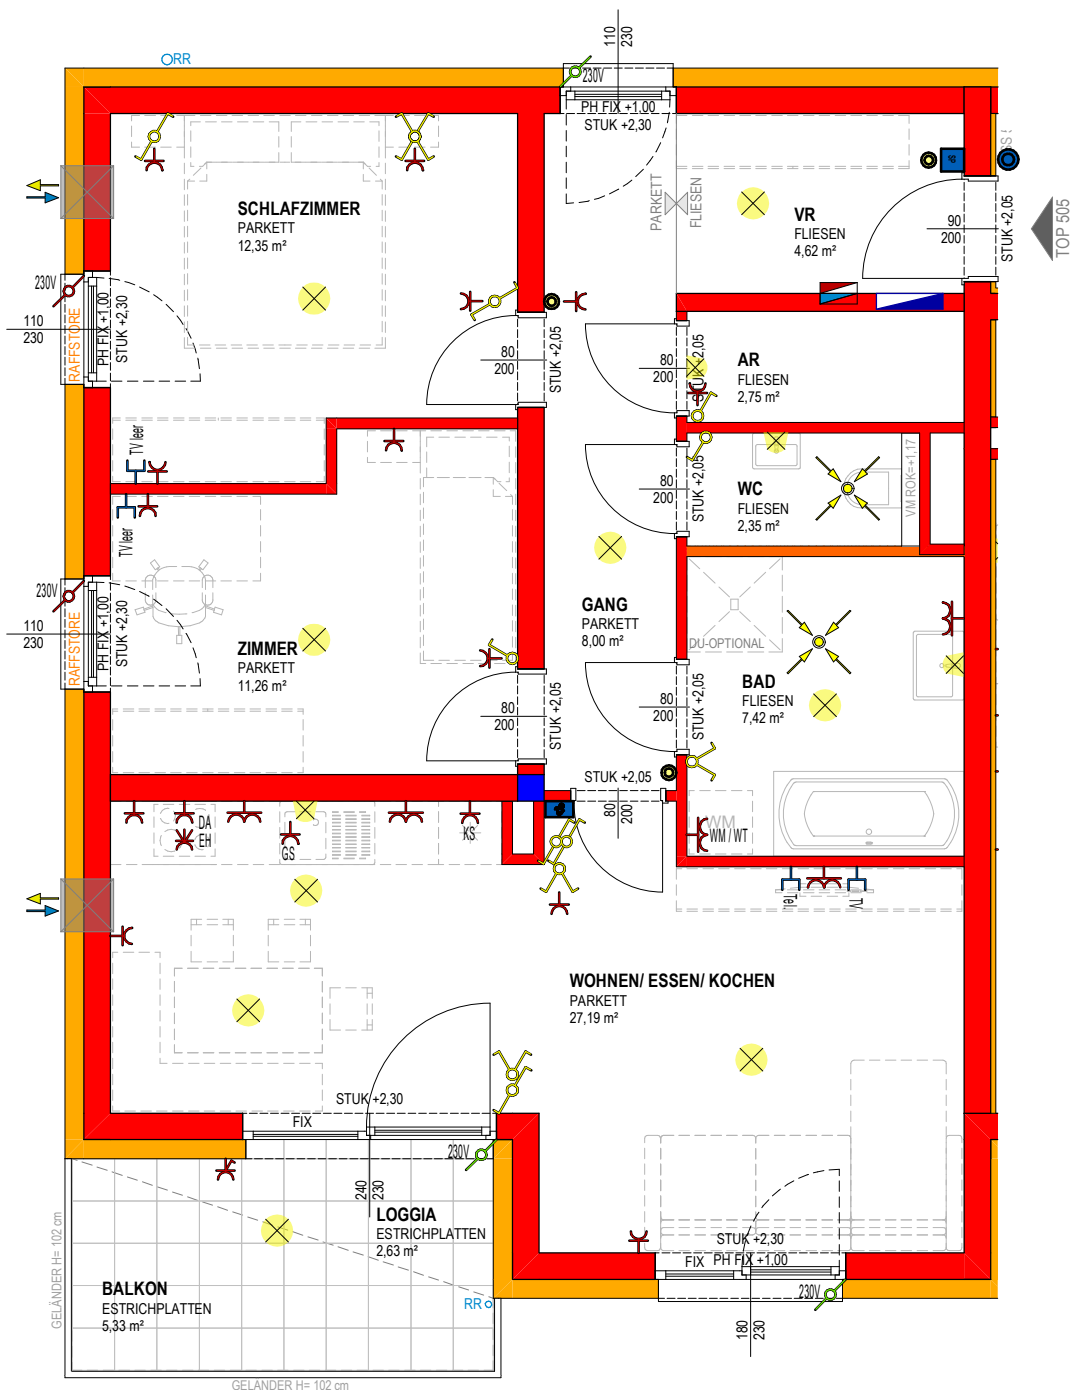 110
230
RR
230V
PH FIX +1,00
STUK +2,30
SCHLAFZIMMER
PARKETT
12,35 m²
PARKETT
FLIESEN
VR
FLIESEN
4,62 m²
90
200
STUK +2,05
TOP 505
230V
110
230
RAFFSTORE
PH FIX +1,00
STUK +2,30
80
200
STUK +2,05
80
200
STUK +2,05
AR
FLIESEN
2,75 m²
TV leer
TV leer
80
200
STUK +2,05
WC
FLIESEN
2,35 m²
VM ROK=+1,17
230V
110
230
RAFFSTORE
PH FIX +1,00
STUK +2,30
ZIMMER
PARKETT
11,26 m²
GANG
PARKETT
8,00 m²
DU-OPTIONAL
BAD
FLIESEN
7,42 m²
80
200
STUK +2,05
80
200
STUK +2,05
STUK +2,05
80
200
DA
EH
GS
KS
WM
WM / WT
Tel.
TV
WOHNEN/ ESSEN/ KOCHEN
PARKETT
27,19 m²
STUK +2,30
FIX
230V
240
230
LOGGIA
ESTRICHPLATTEN
2,63 m²
STUK +2,30
FIX
PH FIX +1,00
230V
180
230
BALKON
ESTRICHPLATTEN
5,33 m²
RR
GELÄNDER H= 102 cm
GELÄNDER H= 102 cm